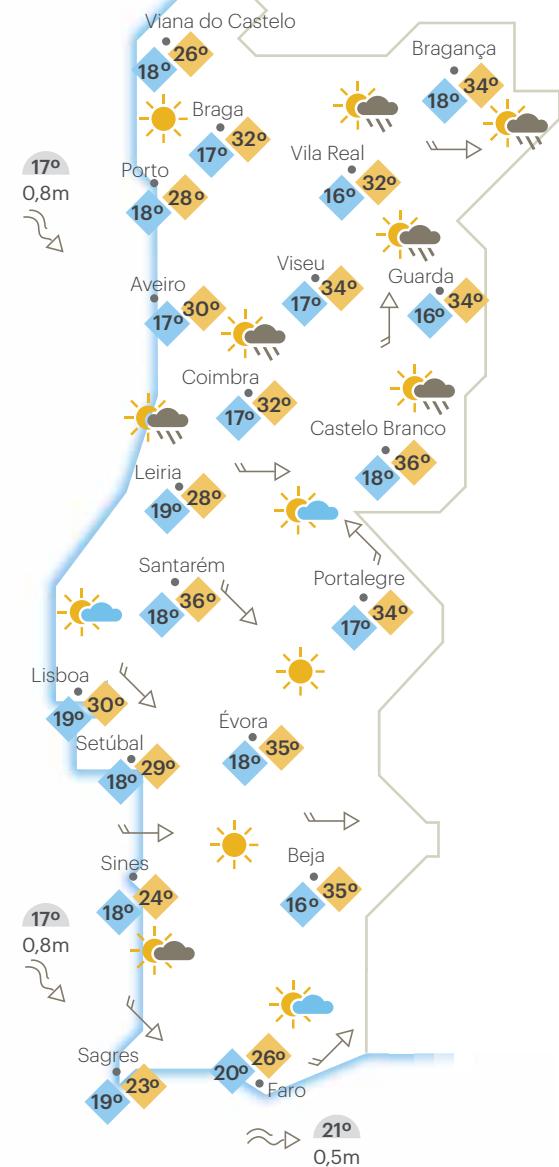 Viana do Castelo
18º 26º
Bragança
18º 34º
Braga
17º 32º
Vila Real
16º 32º
17º
0,8m
Porto
18º 28º
Viseu
17º 34º
Guarda
16º 34º
Aveiro
17º 30º
Coimbra
17º 32º
Castelo Branco
18º 36º
Leiria
19º 28º
Santarém
18º 36º
Portalegre
17º 34º
Lisboa
19º 30º
Évora
18º 35º
Setúbal
18º 29º
Sines
18º 24º
Beja
16º 35º
17º
0,8m
Sagres
19º 23º
20º 26º
Faro
21º
0,5m